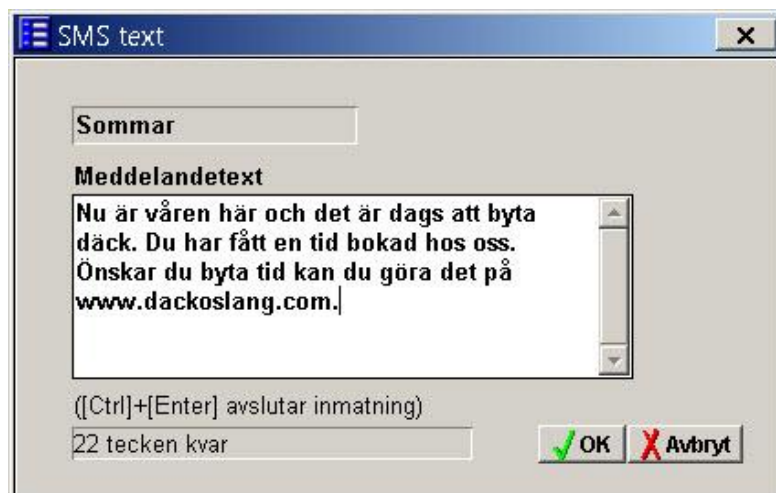 SMS text
Sommar
Meddelandetext
Nu är våren här och det är dags att byta
däck. Du har fått en tid bokad hos oss.
Önskar du byta tid kan du göra det på
www.dackoslang.com.
([Ctrl]+[Enter] avslutar inmatning)
22 tecken kvar
OK Avbryt